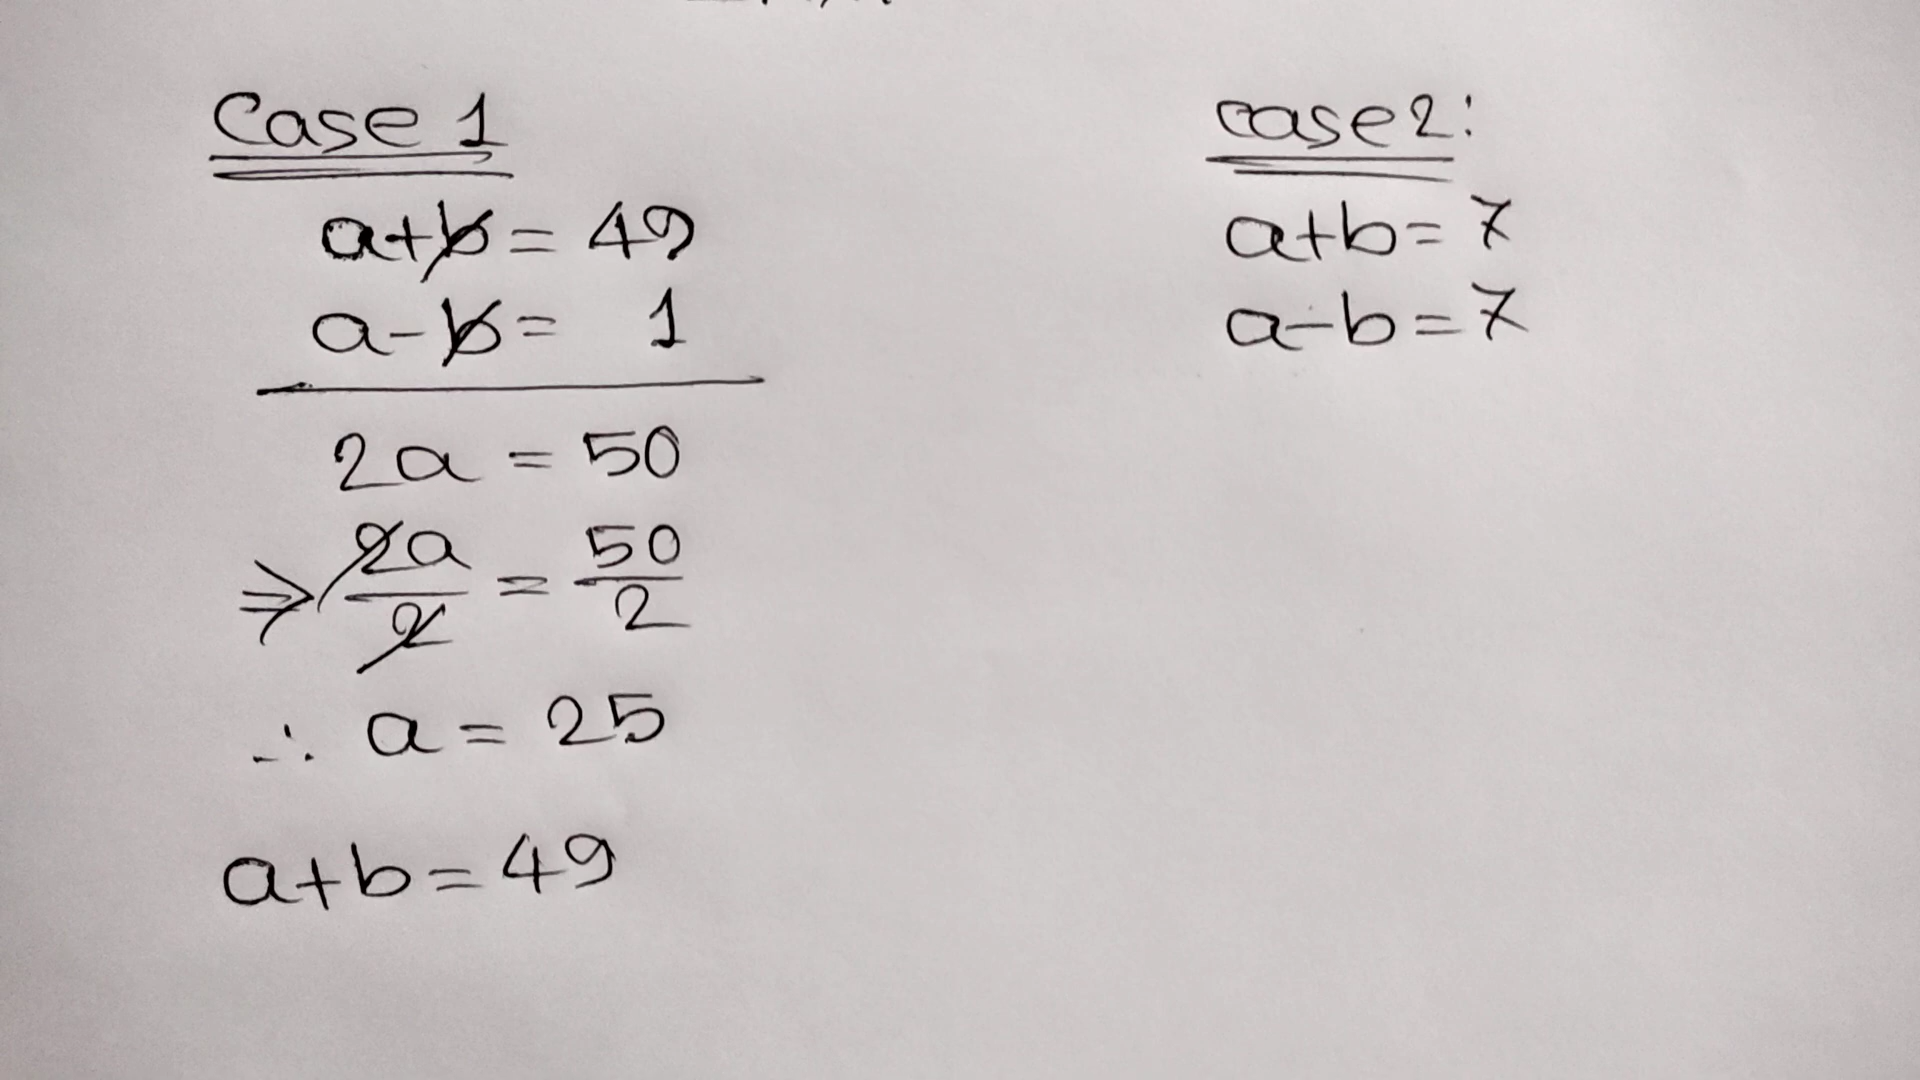 Case 1
a+b = 49
a-b = 1
2a = 50
⇒ 2a/2 = 50/2
∴ a = 25
a+b = 49
case 2:
a+b = 7
a-b = 7